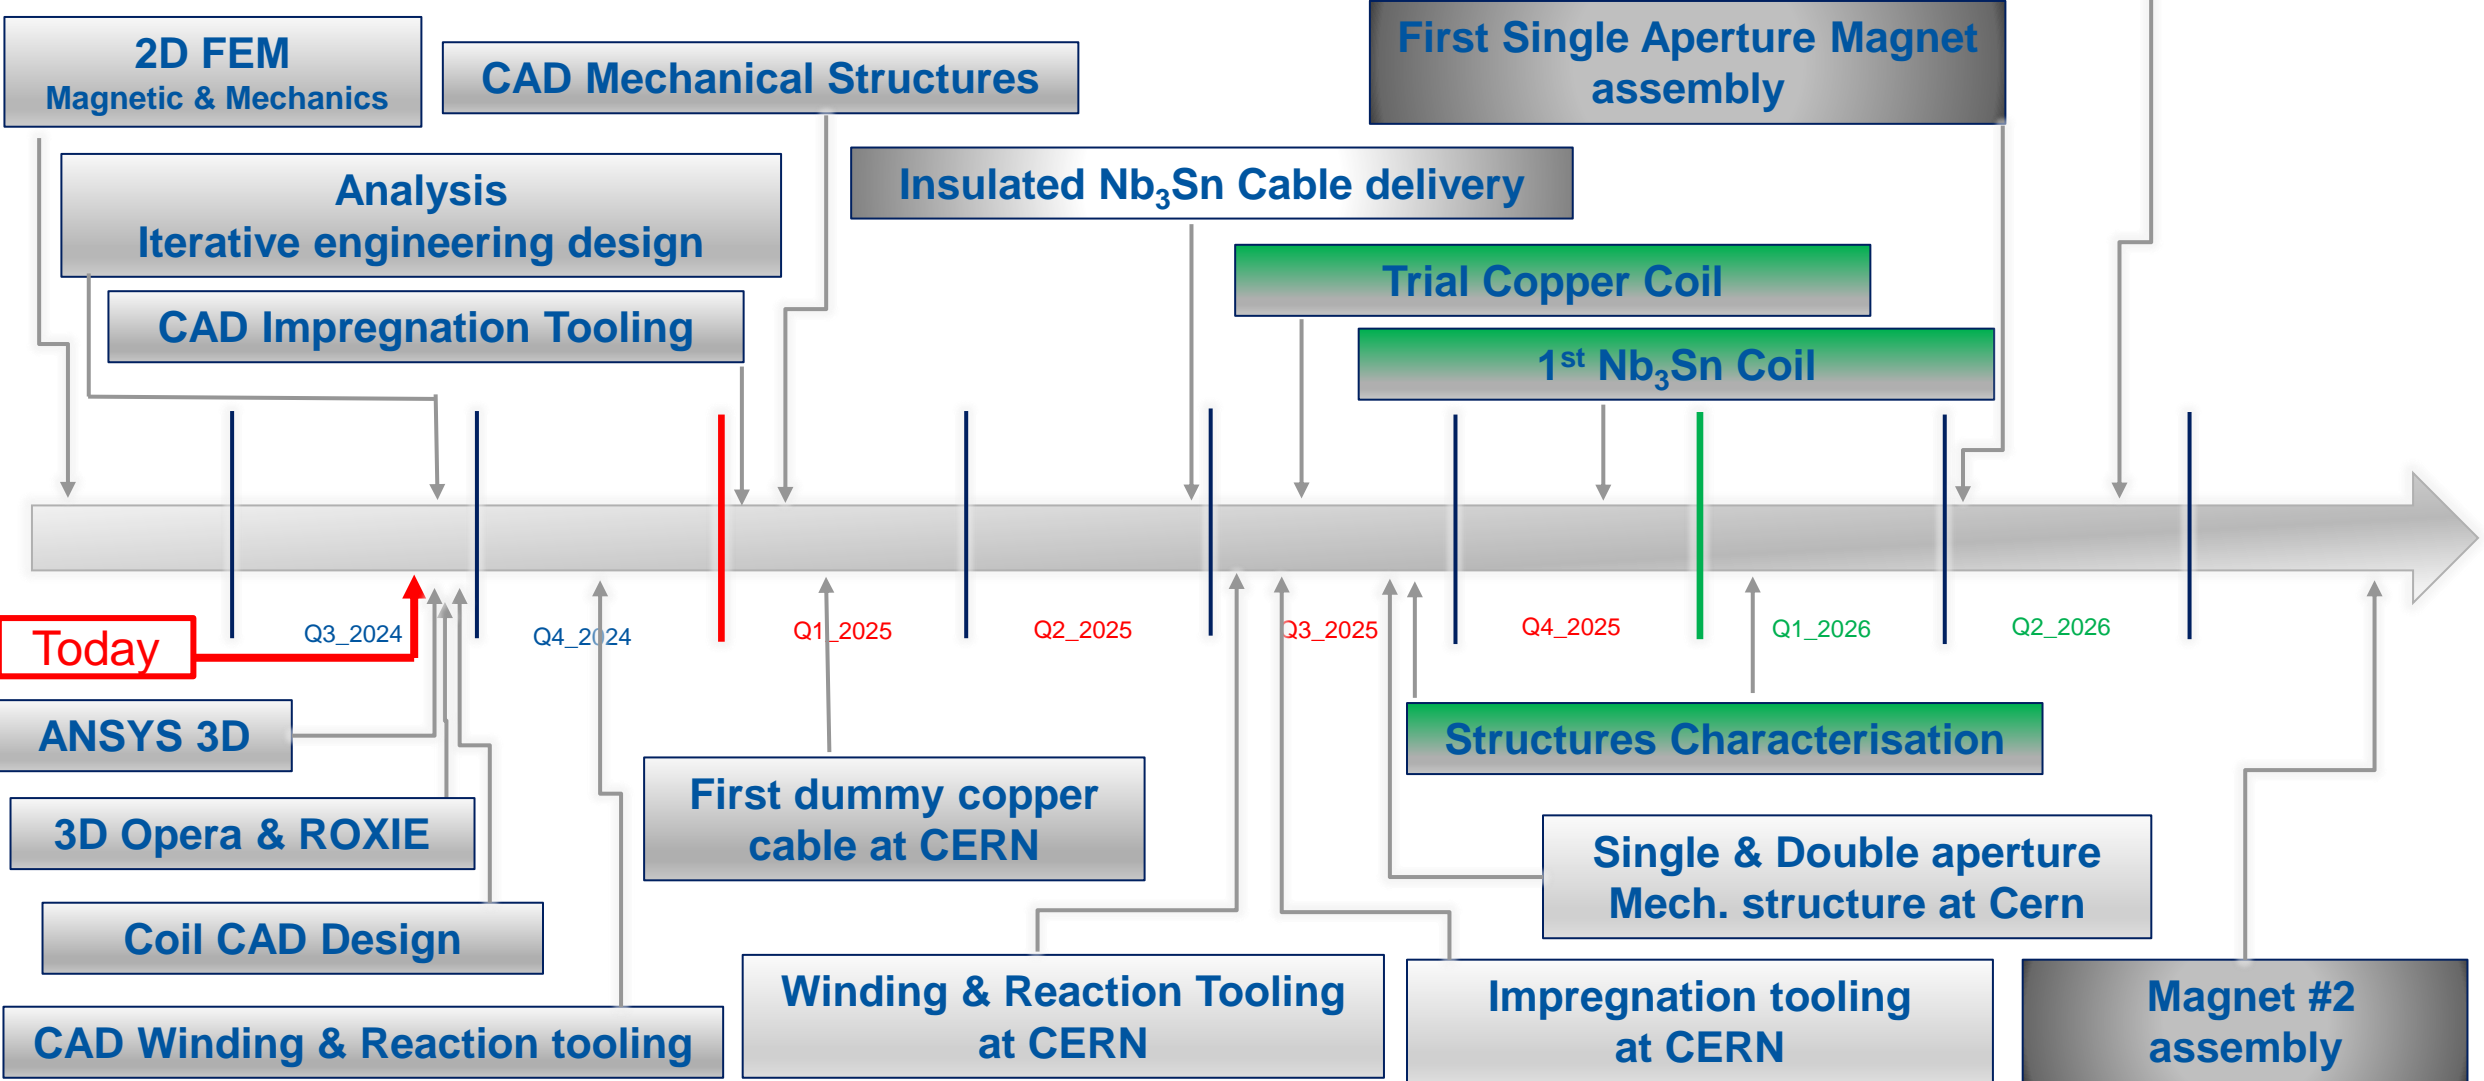 2D FEM
Magnetic & Mechanics
CAD Mechanical Structures
First Single Aperture Magnet
assembly
Analysis
Iterative engineering design
Insulated Nb₃Sn Cable delivery
Trial Copper Coil
CAD Impregnation Tooling
1st Nb₃Sn Coil
Q3_2024
Q4_2024
Q1_2025
Q2_2025
Q3_2025
Q4_2025
Q1_2026
Q2_2026
Today
ANSYS 3D
Structures Characterisation
3D Opera & ROXIE
First dummy copper
cable at CERN
Single & Double aperture
Mech. structure at Cern
Coil CAD Design
Winding & Reaction Tooling
at CERN
Impregnation tooling
at CERN
Magnet #2
assembly
CAD Winding & Reaction tooling